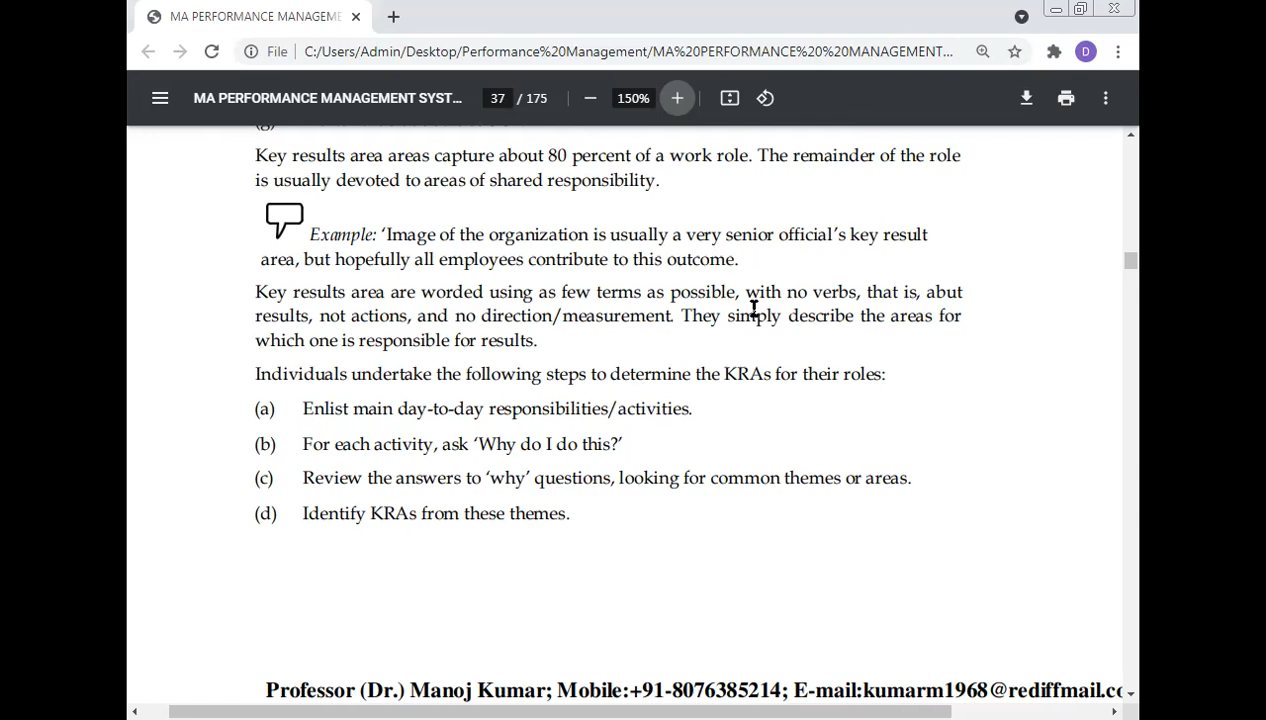 MA PERFORMANCE MANAGEME
File C:/Users/Admin/Desktop/Performance%20Management/MA%20PERFORMANCE%20%20MANAGEMENT... D
MA PERFORMANCE MANAGEMENT SYST... 37 / 175 150%
Key results area areas capture about 80 percent of a work role. The remainder of the role
is usually devoted to areas of shared responsibility.
Example: ‘Image of the organization is usually a very senior official’s key result
area, but hopefully all employees contribute to this outcome.
Key results area are worded using as few terms as possible, with no verbs, that is, abut
results, not actions, and no direction/measurement. They simply describe the areas for
which one is responsible for results.
Individuals undertake the following steps to determine the KRAs for their roles:
(a) Enlist main day-to-day responsibilities/activities.
(b) For each activity, ask ‘Why do I do this?’
(c) Review the answers to ‘why’ questions, looking for common themes or areas.
(d) Identify KRAs from these themes.
Professor (Dr.) Manoj Kumar; Mobile:+91-8076385214; E-mail:kumarm1968@rediffmail.co